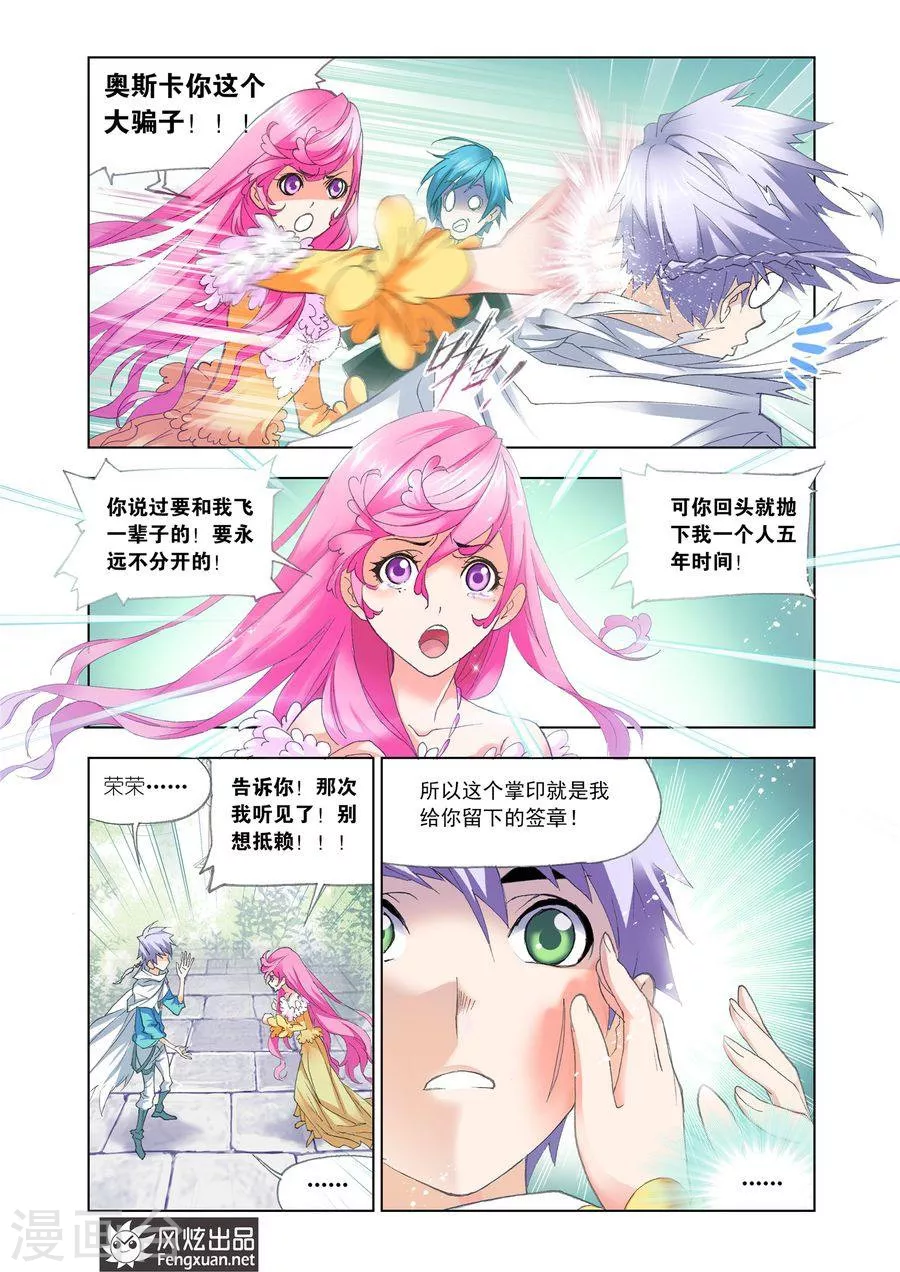 奥斯卡你这个
大骗子！！！
啪！
你说过要和我飞
一辈子的！要永
远不分开的！
可你回头就抛
下我一个人五
年时间！
荣荣……
告诉你！那次
我听见了！别
想抵赖！！！
所以这个掌印就是我
给你留下的签章！
……
……
漫画台
风炫出品
Fengxuan.net